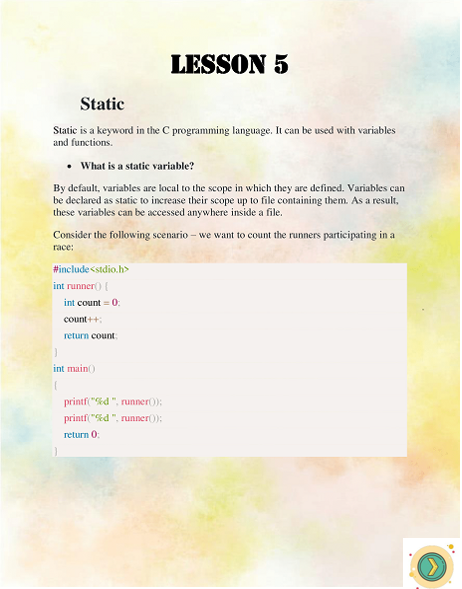 LESSON 5
Static
Static is a keyword in the C programming language. It can be used with variables
and functions.
• What is a static variable?
By default, variables are local to the scope in which they are defined. Variables can
be declared as static to increase their scope up to file containing them. As a result,
these variables can be accessed anywhere inside a file.
Consider the following scenario – we want to count the runners participating in a
race:
#include<stdio.h>
int runner() {
int count = 0;
count++;
return count;
}
int main()
{
printf("%d ", runner());
printf("%d ", runner());
return 0;
}